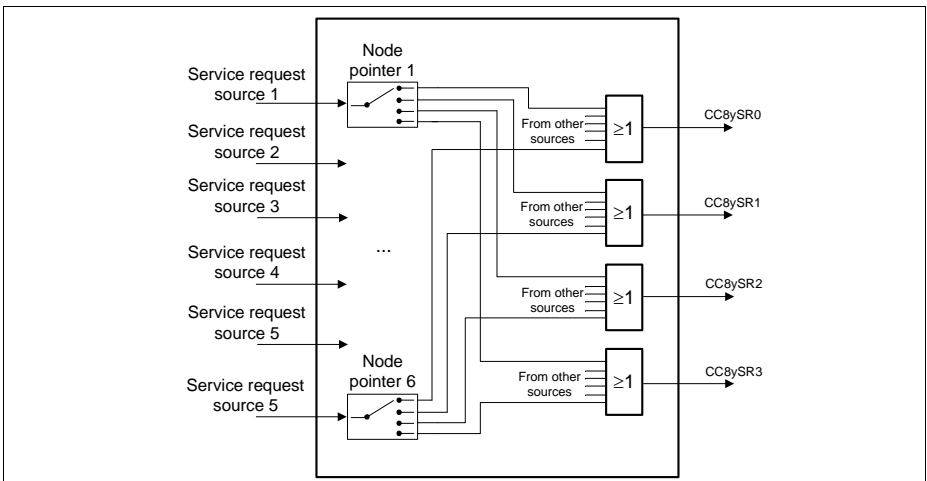 Node
pointer 1
Service request
source 1
Service request
source 2
Service request
source 3
Service request
source 4
Service request
source 5
Service request
source 5
...
Node
pointer 6
From other
sources
≥1
CC8ySR0
From other
sources
≥1
CC8ySR1
From other
sources
≥1
CC8ySR2
From other
sources
≥1
CC8ySR3